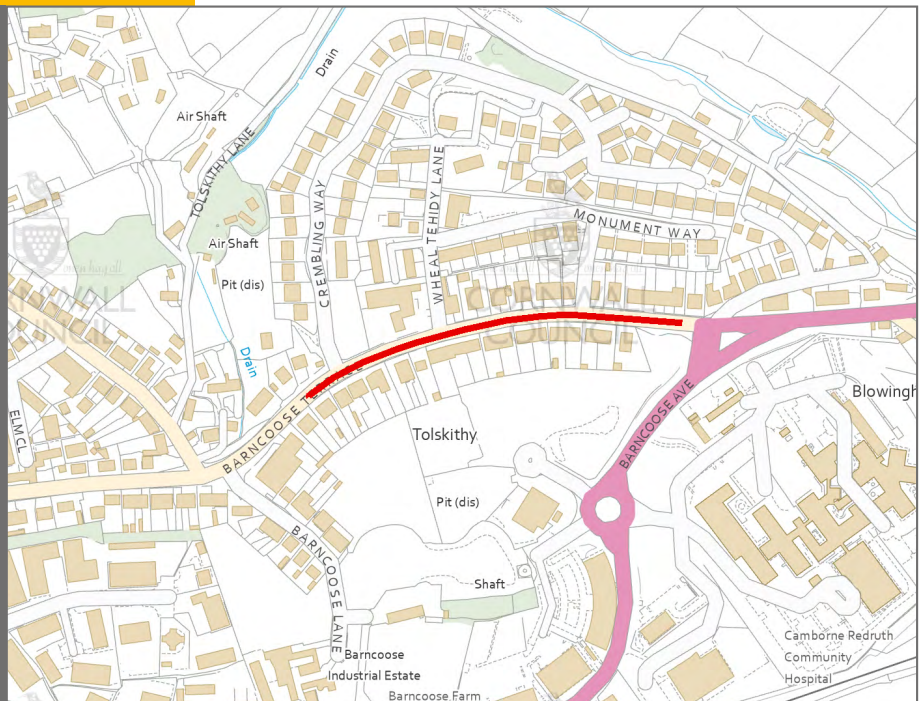 Drain
Air Shaft
TOLSKITHY LANE
CREMBLING WAY
WHEAL TEHIDY LANE
MONUMENT WAY
Air Shaft
Pit (dis)
CORNWALL
COUNCIL
Drain
ELM CL
BARNCOOSE
BARNCOOSE AVE
Tolskithy
Blowingh
Pit (dis)
BARNCOOSE LANE
Shaft
Camborne Redruth
Community
Hospital
Barncoose
Industrial Estate
Barncoose Farm